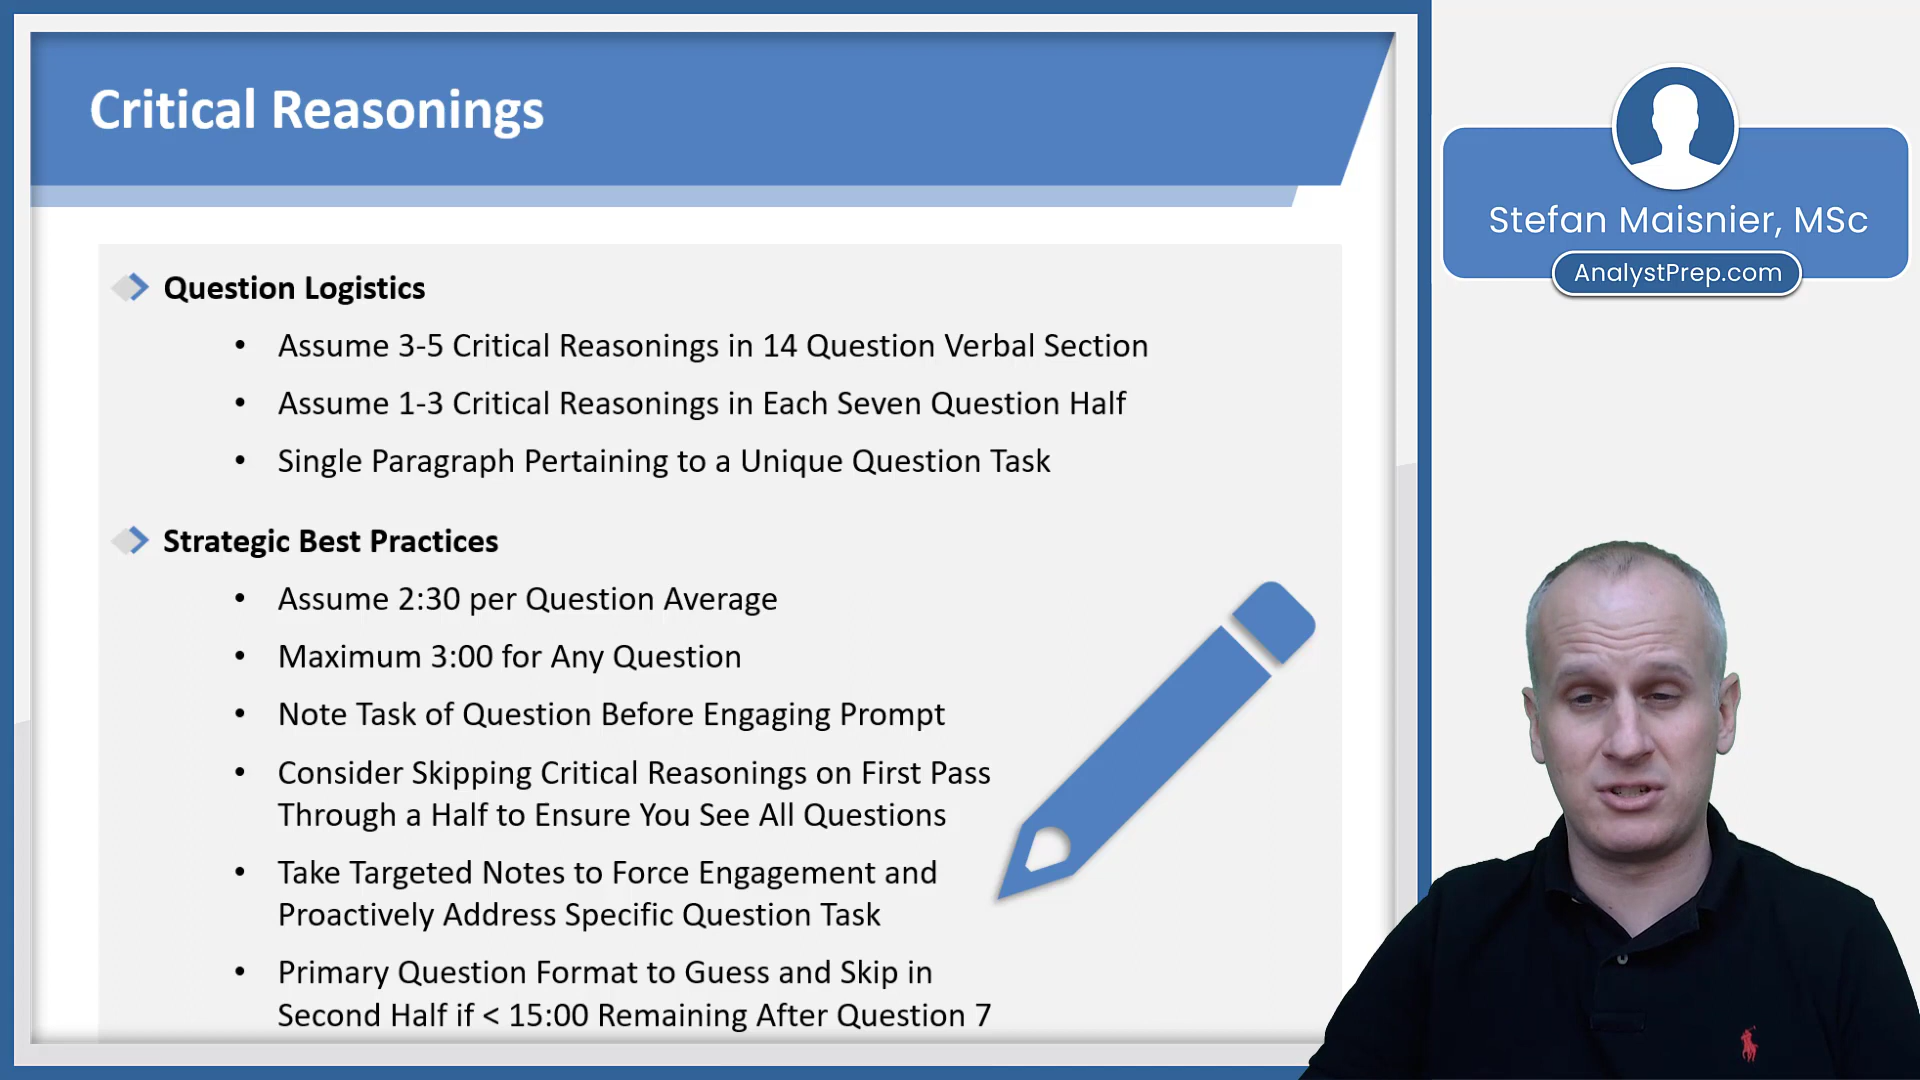 Critical Reasonings
Question Logistics
• Assume 3-5 Critical Reasonings in 14 Question Verbal Section
• Assume 1-3 Critical Reasonings in Each Seven Question Half
• Single Paragraph Pertaining to a Unique Question Task
Strategic Best Practices
• Assume 2:30 per Question Average
• Maximum 3:00 for Any Question
• Note Task of Question Before Engaging Prompt
• Consider Skipping Critical Reasonings on First Pass
Through a Half to Ensure You See All Questions
• Take Targeted Notes to Force Engagement and
Proactively Address Specific Question Task
• Primary Question Format to Guess and Skip in
Second Half if < 15:00 Remaining After Question 7
Stefan Maisnier, MSc
AnalystPrep.com